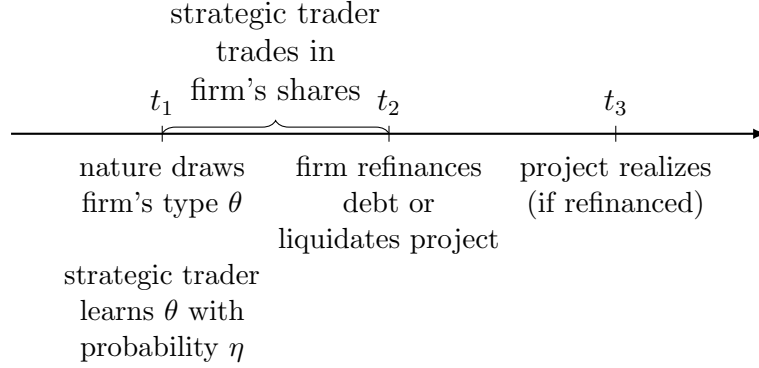 strategic trader
trades in
firm's shares
t₁
t₂
t₃
nature draws
firm's type θ
firm refinances
debt or
liquidates project
project realizes
(if refinanced)
strategic trader
learns θ with
probability η